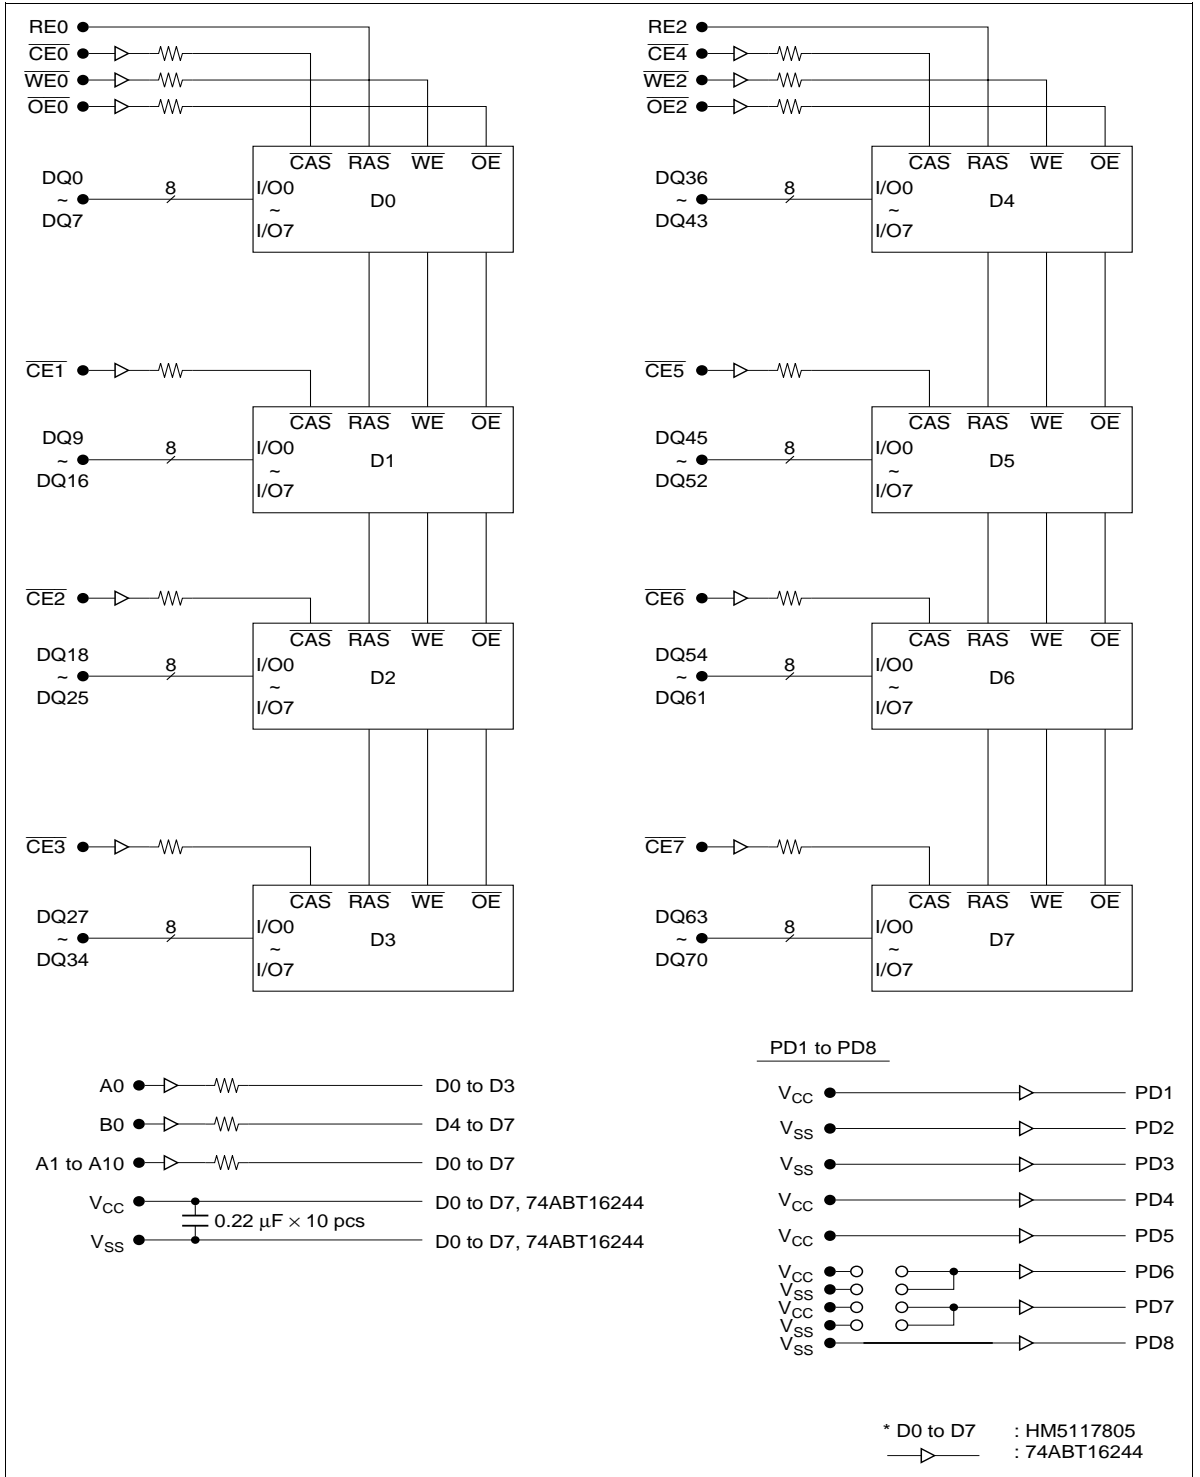 RE0
CE0
WE0
OE0
CAS RAS WE OE
DQ0
~
DQ7
8
I/O0
~
I/O7
D0
CE1
CAS RAS WE OE
DQ9
~
DQ16
8
I/O0
~
I/O7
D1
CE2
CAS RAS WE OE
DQ18
~
DQ25
8
I/O0
~
I/O7
D2
CE3
CAS RAS WE OE
DQ27
~
DQ34
8
I/O0
~
I/O7
D3
RE2
CE4
WE2
OE2
CAS RAS WE OE
DQ36
~
DQ43
8
I/O0
~
I/O7
D4
CE5
CAS RAS WE OE
DQ45
~
DQ52
8
I/O0
~
I/O7
D5
CE6
CAS RAS WE OE
DQ54
~
DQ61
8
I/O0
~
I/O7
D6
CE7
CAS RAS WE OE
DQ63
~
DQ70
8
I/O0
~
I/O7
D7
A0 D0 to D3
B0 D4 to D7
A1 to A10 D0 to D7
VCC D0 to D7, 74ABT16244
0.22 µF × 10 pcs
VSS D0 to D7, 74ABT16244
PD1 to PD8
VCC PD1
VSS PD2
VSS PD3
VCC PD4
VCC PD5
VCC PD6
VSS
VCC PD7
VSS
VSS PD8
* D0 to D7 : HM5117805
: 74ABT16244